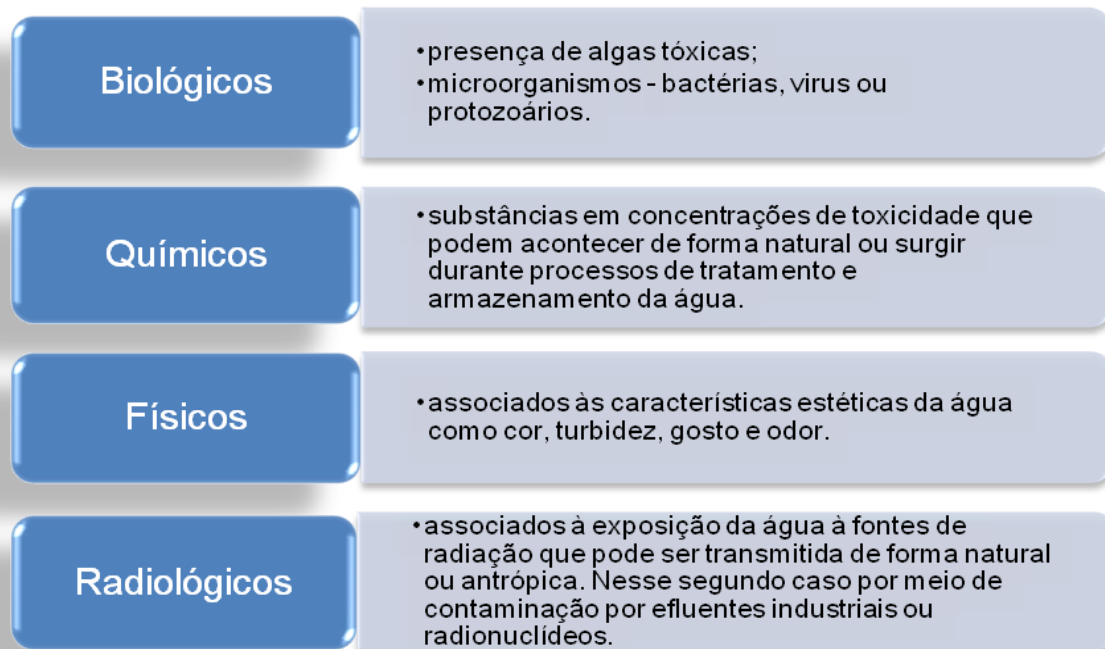 Biológicos
•presença de algas tóxicas;
•microorganismos - bactérias, virus ou
protozoários.
Químicos
•substâncias em concentrações de toxicidade que
podem acontecer de forma natural ou surgir
durante processos de tratamento e
armazenamento da água.
Físicos
•associados às características estéticas da água
como cor, turbidez, gosto e odor.
Radiológicos
•associados à exposição da água à fontes de
radiação que pode ser transmitida de forma natural
ou antrópica. Nesse segundo caso por meio de
contaminação por efluentes industriais ou
radionuclídeos.